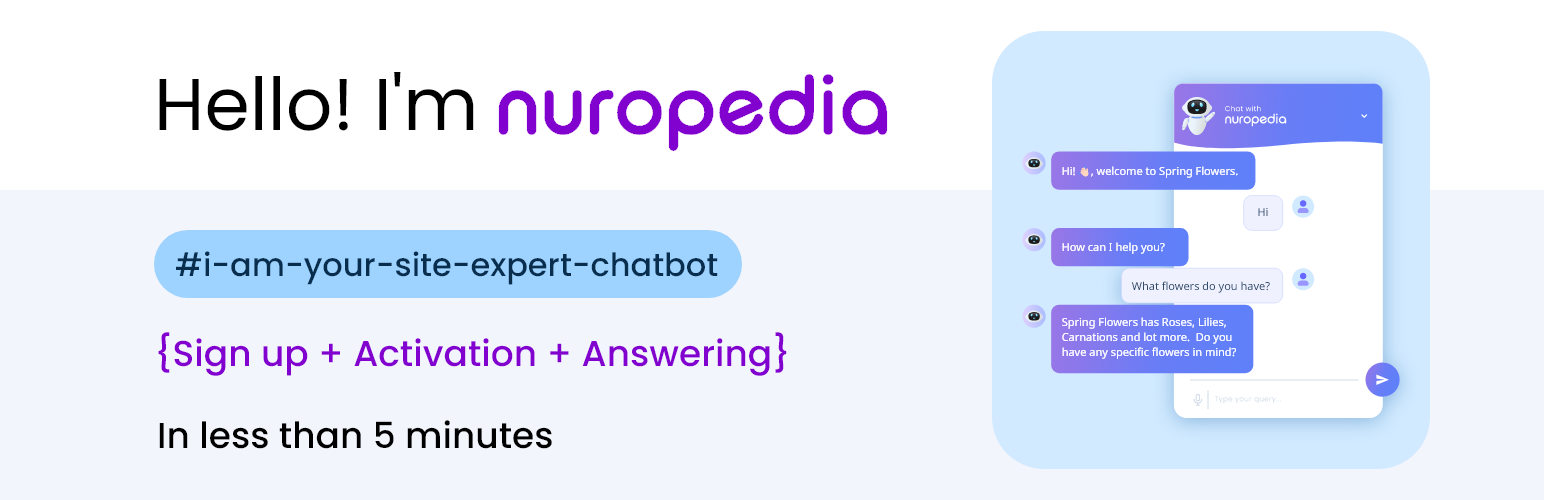 Hello! I'm nuropedia
#i-am-your-site-expert-chatbot
{Sign up + Activation + Answering}
In less than 5 minutes
Chat with
nuropedia
Hi! 👋🏻, welcome to Spring Flowers.
Hi
How can I help you?
What flowers do you have?
Spring Flowers has Roses, Lilies,
Carnations and lot more.  Do you
have any specific flowers in mind?
Type your query...